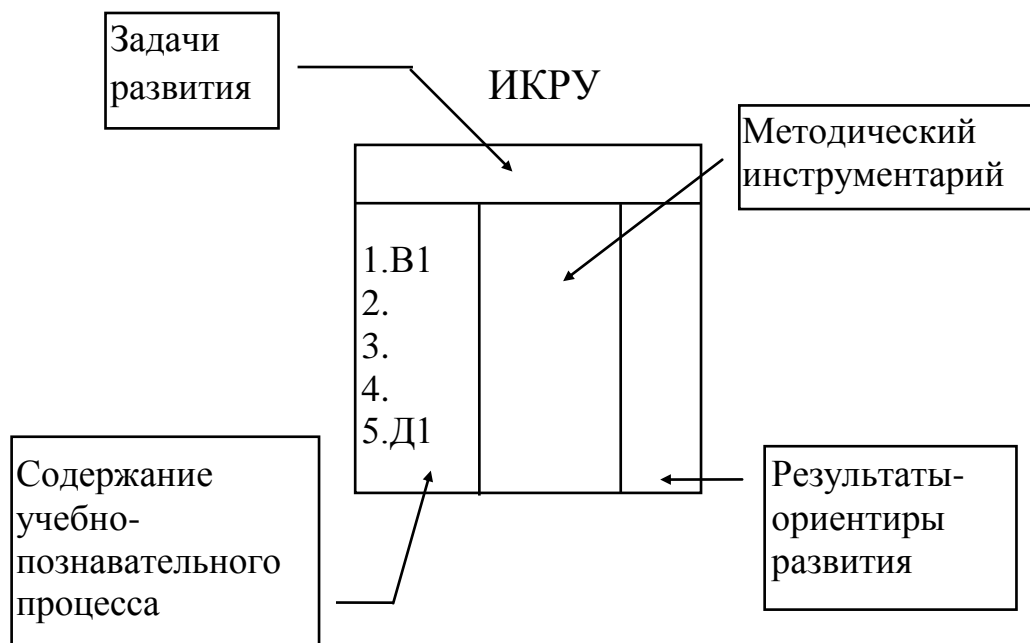 Задачи
развития
ИКРУ
Методический
инструментарий
1.В1
2.
3.
4.
5.Д1
Содержание
учебно-
познавательного
процесса
Результаты-
ориентиры
развития